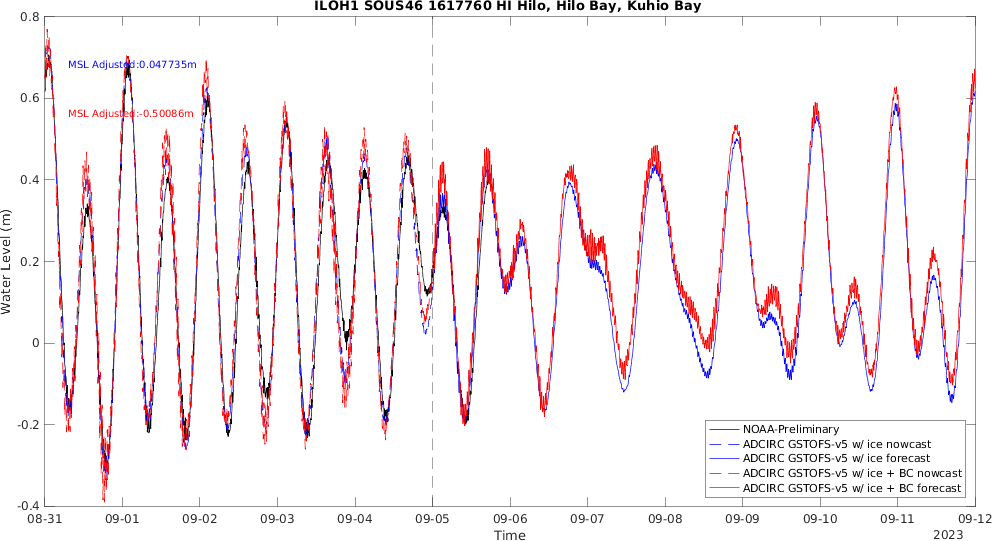 ILOH1 SOUS46 1617760 HI Hilo, Hilo Bay, Kuhio Bay
0.8
MSL Adjusted:0.047735m
0.6
MSL Adjusted:-0.50086m
0.4
0.2
0
-0.2
-0.4
Water Level (m)
NOAA-Preliminary
ADCIRC GSTOFS-v5 w/ ice nowcast
ADCIRC GSTOFS-v5 w/ ice forecast
ADCIRC GSTOFS-v5 w/ ice + BC nowcast
ADCIRC GSTOFS-v5 w/ ice + BC forecast
08-31 09-01 09-02 09-03 09-04 09-05 09-06 09-07 09-08 09-09 09-10 09-11 09-12
Time
2023